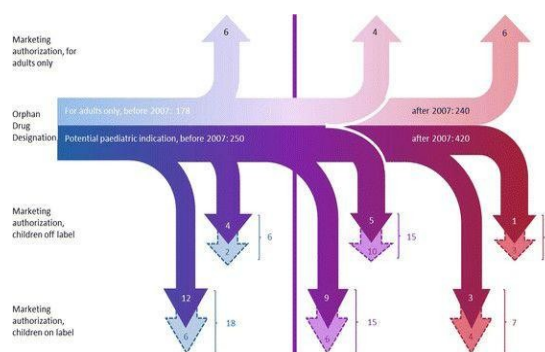 Marketing
authorization, for
adults only
6
4
6
For adults only, before 2007: 178
after 2007: 240
Orphan
Drug
Designation
Potential paediatric indication, before 2007: 250
after 2007: 420
Marketing
authorization,
children off label
4
2
6
5
10
15
1
3
Marketing
authorization,
children on label
12
6
18
9
6
15
3
4
7